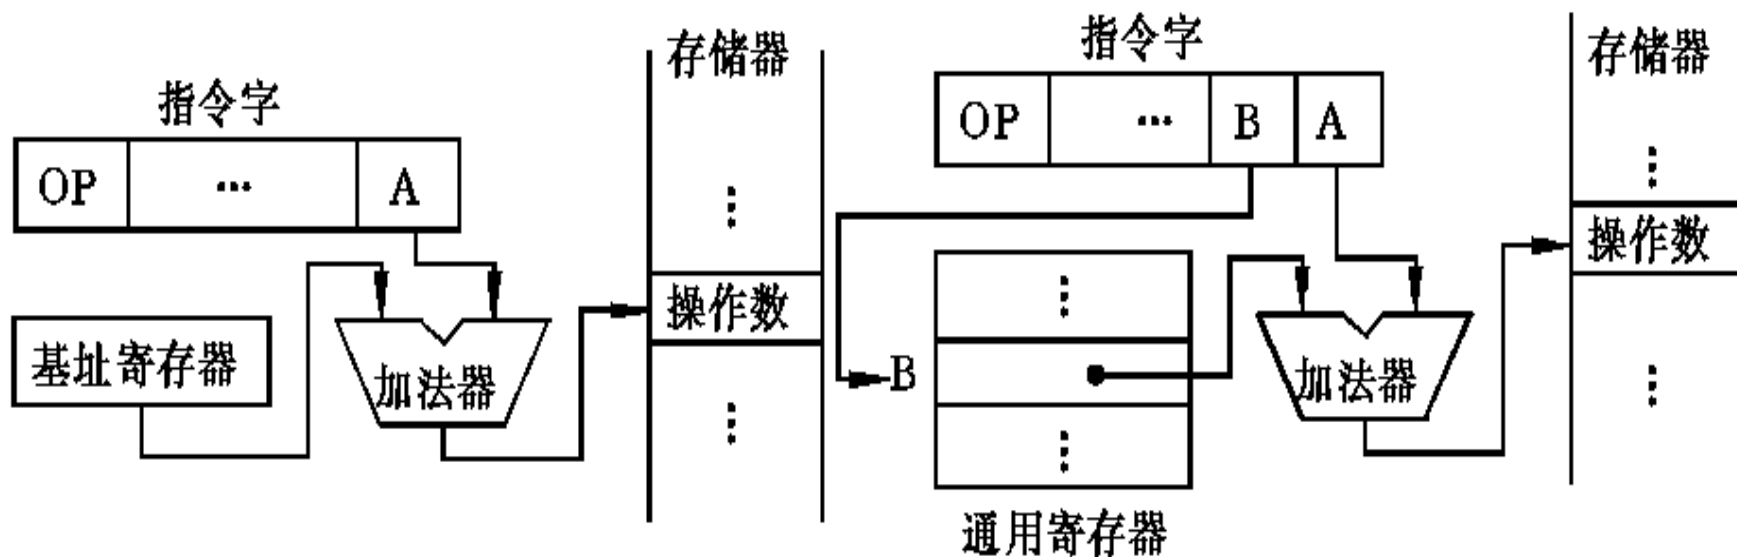 指令字
OP … A
基址寄存器
加法器
存储器
⋮
操作数
⋮
指令字
OP … B A
B
⋮
⋮
通用寄存器
加法器
存储器
⋮
操作数
⋮